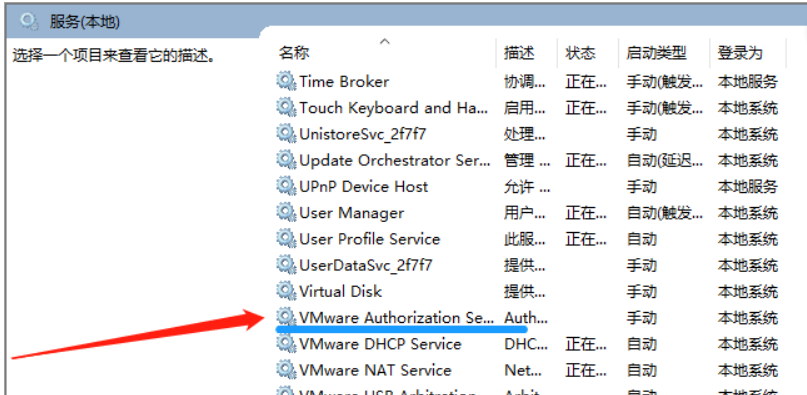 服务(本地)
选择一个项目来查看它的描述。
名称 描述 状态 启动类型 登录为
Time Broker 协调... 正在... 手动(触发... 本地服务
Touch Keyboard and Ha... 启用... 正在... 手动(触发... 本地系统
UnistoreSvc_2f7f7 处理... 手动 本地系统
Update Orchestrator Ser... 管理 ... 正在... 自动(延迟... 本地系统
UPnP Device Host 允许 ... 手动 本地服务
User Manager 用户... 正在... 自动(触发... 本地系统
User Profile Service 此服... 正在... 自动 本地系统
UserDataSvc_2f7f7 提供... 手动 本地系统
Virtual Disk 提供... 手动 本地系统
VMware Authorization Se... Auth... 手动 本地系统
VMware DHCP Service DHC... 正在... 自动 本地系统
VMware NAT Service Net... 正在... 自动 本地系统
VMware USB Arbitration